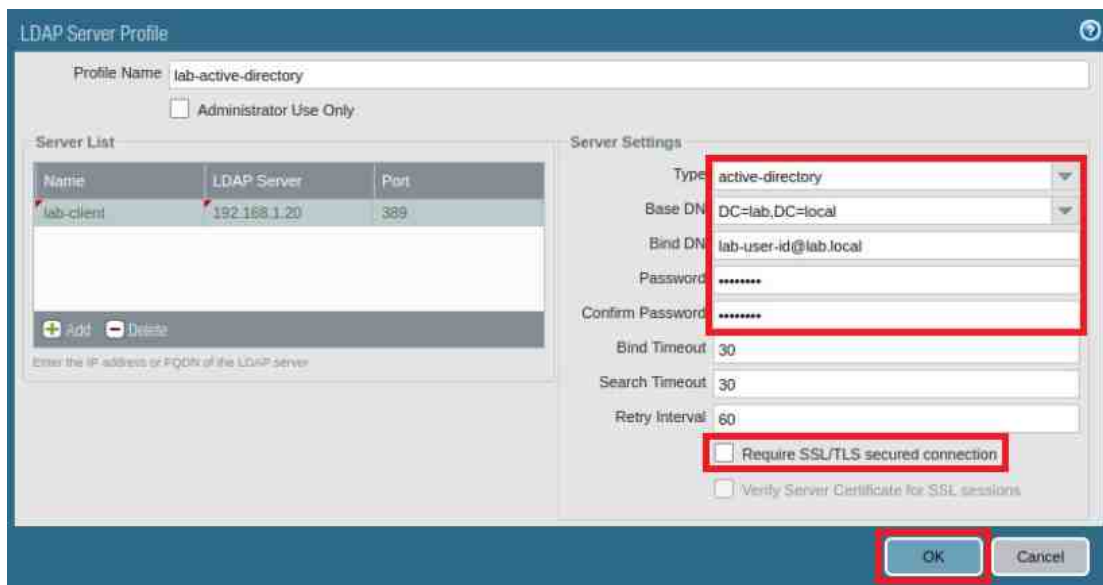 LDAP Server Profile
Profile Name lab-active-directory
Administrator Use Only
Server List
Name LDAP Server Port
lab-client 192.168.1.20 389
Add Delete
Enter the IP address or FQDN of the LDAP server
Server Settings
Type active-directory
Base DN DC=lab,DC=local
Bind DN lab-user-id@lab.local
Password ••••••••
Confirm Password ••••••••
Bind Timeout 30
Search Timeout 30
Retry Interval 60
Require SSL/TLS secured connection
Verify Server Certificate for SSL sessions
OK Cancel